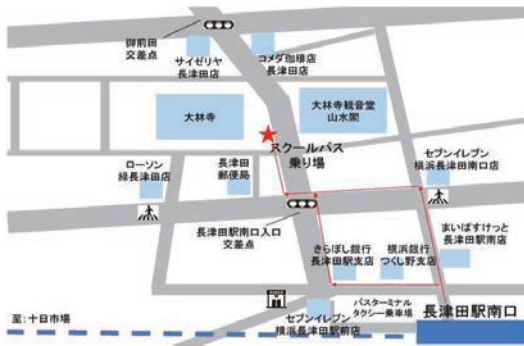 御前田
交差点
サイゼリヤ
長津田店
コメダ珈琲店
長津田店
大林寺
大林寺観音堂
山水閣
スクールバス
乗り場
ローソン
緑長津田店
長津田
郵便局
セブンイレブン
横浜長津田南口店
長津田駅南口入口
交差点
きらぼし銀行
長津田駅支店
横浜銀行
つくし野支店
まいばすけっと
長津田駅南店
至:十日市場
セブンイレブン
横浜長津田駅前店
バスターミナル
タクシー乗車場
長津田駅南口